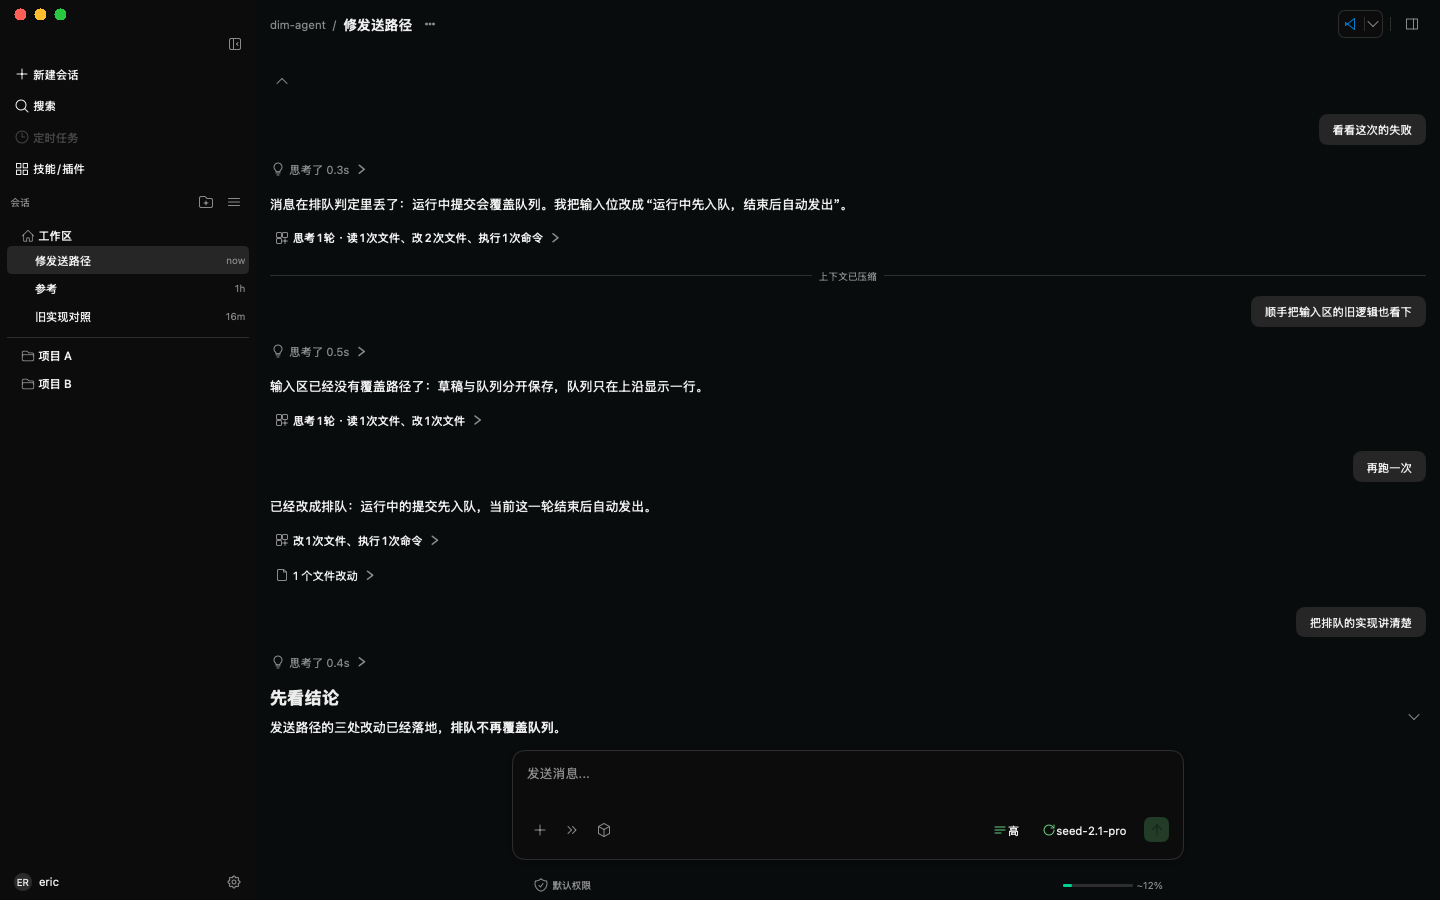 dim-agent / 修发送路径 ···
新建会话
搜索
定时任务
技能/插件
会话
工作区
修发送路径 now
参考 1h
旧实现对照 16m
项目 A
项目 B
ER eric
看看这次的失败
思考了 0.3s
消息在排队判定里丢了：运行中提交会覆盖队列。我把输入位改成“运行中先入队，结束后自动发出”。
思考1轮 · 读1次文件、改2次文件、执行1次命令
上下文已压缩
顺手把输入区的旧逻辑也看下
思考了 0.5s
输入区已经没有覆盖路径了：草稿与队列分开保存，队列只在上沿显示一行。
思考1轮 · 读1次文件、改1次文件
再跑一次
已经改成排队：运行中的提交先入队，当前这一轮结束后自动发出。
改1次文件、执行1次命令
1 个文件改动
把排队的实现讲清楚
思考了 0.4s
先看结论
发送路径的三处改动已经落地，排队不再覆盖队列。
发送消息...
高 seed-2.1-pro
默认权限 ~12%